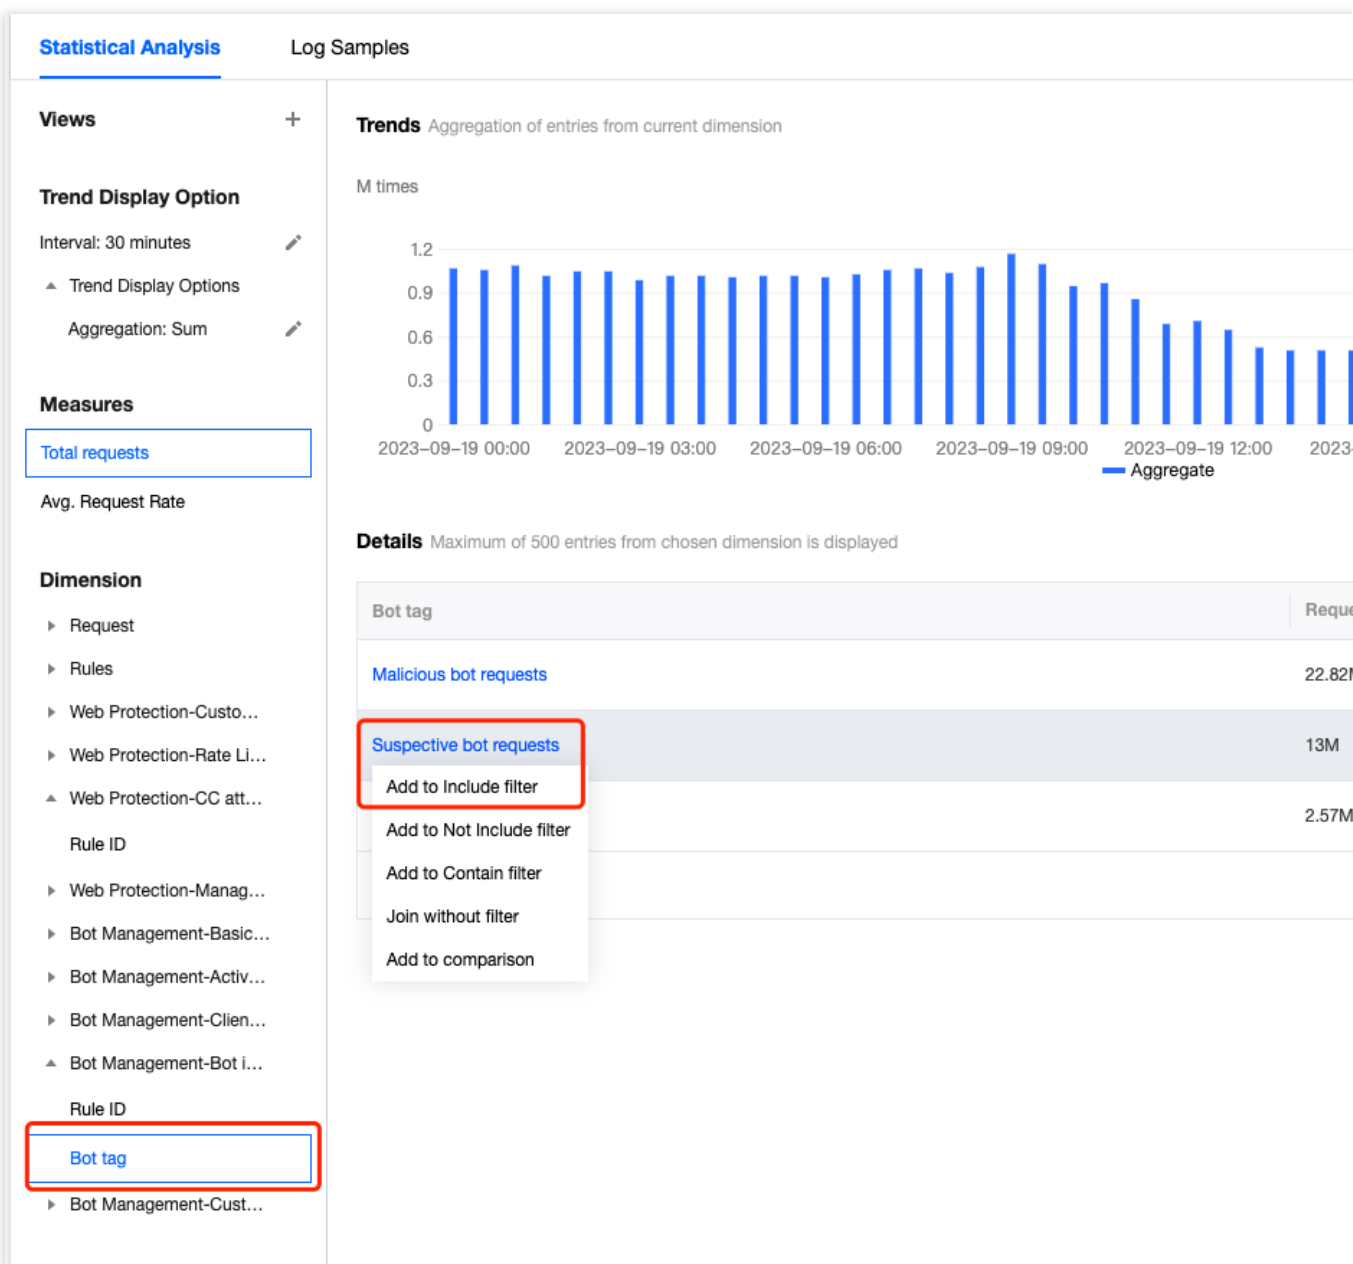 Statistical Analysis
Log Samples
Views
Trend Display Option
Interval: 30 minutes
Trend Display Options
Aggregation: Sum
Measures
Total requests
Avg. Request Rate
Dimension
Request
Rules
Web Protection-Custo...
Web Protection-Rate Li...
Web Protection-CC att...
Rule ID
Web Protection-Manag...
Bot Management-Basic...
Bot Management-Activ...
Bot Management-Clien...
Bot Management-Bot i...
Rule ID
Bot tag
Bot Management-Cust...
Trends Aggregation of entries from current dimension
M times
1.2
0.9
0.6
0.3
0
2023-09-19 00:00 2023-09-19 03:00 2023-09-19 06:00 2023-09-19 09:00 2023-09-19 12:00 2023-
Aggregate
Details Maximum of 500 entries from chosen dimension is displayed
Bot tag Reque
Malicious bot requests 22.82M
Suspective bot requests 13M
Add to Include filter
2.57M
Add to Not Include filter
Add to Contain filter
Join without filter
Add to comparison